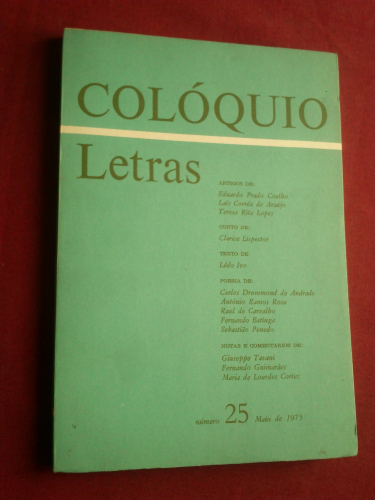 COLÓQUIO
Letras
ARTIGOS DE:
Eduardo Prado Coelho
Laís Corrêa de Araújo
Teresa Rita Lopes
CONTO DE:
Clarice Lispector
TEXTO DE:
Lêdo Ivo
POESIA DE:
Carlos Drummond de Andrade
António Ramos Rosa
Raul de Carvalho
Fernando Batinga
Sebastião Penedo
NOTAS E COMENTÁRIOS DE:
Giuseppe Tavani
Fernando Guimarães
Maria de Lourdes Cortez
número 25 Maio de 1975